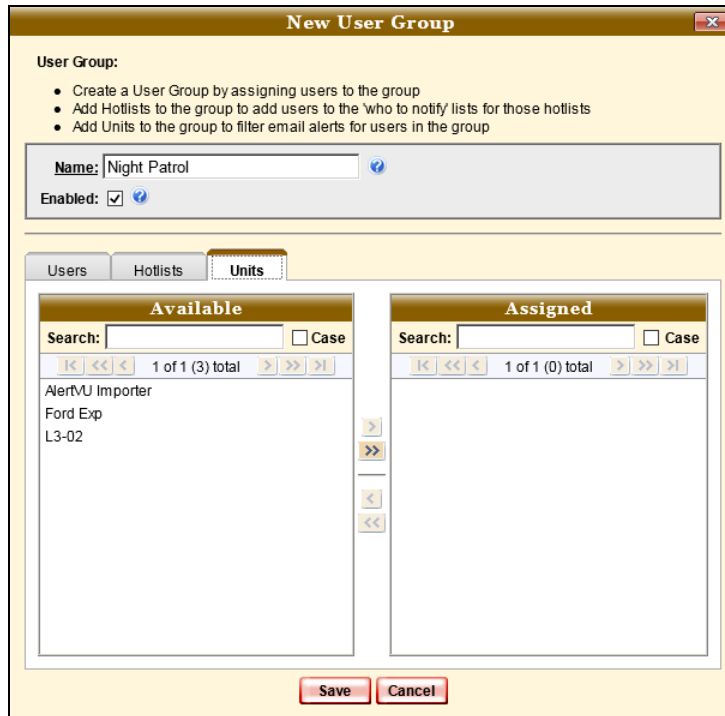 New User Group
User Group:
● Create a User Group by assigning users to the group
● Add Hotlists to the group to add users to the 'who to notify' lists for those hotlists
● Add Units to the group to filter email alerts for users in the group
Name: Night Patrol ?
Enabled: ?
Users Hotlists Units
Available
Search: Case
|< << < 1 of 1 (3) total > >> >|
AlertVU Importer
Ford Exp
L3-02
>
>>
<
<<
Assigned
Search: Case
|< << < 1 of 1 (0) total > >> >|
Save Cancel